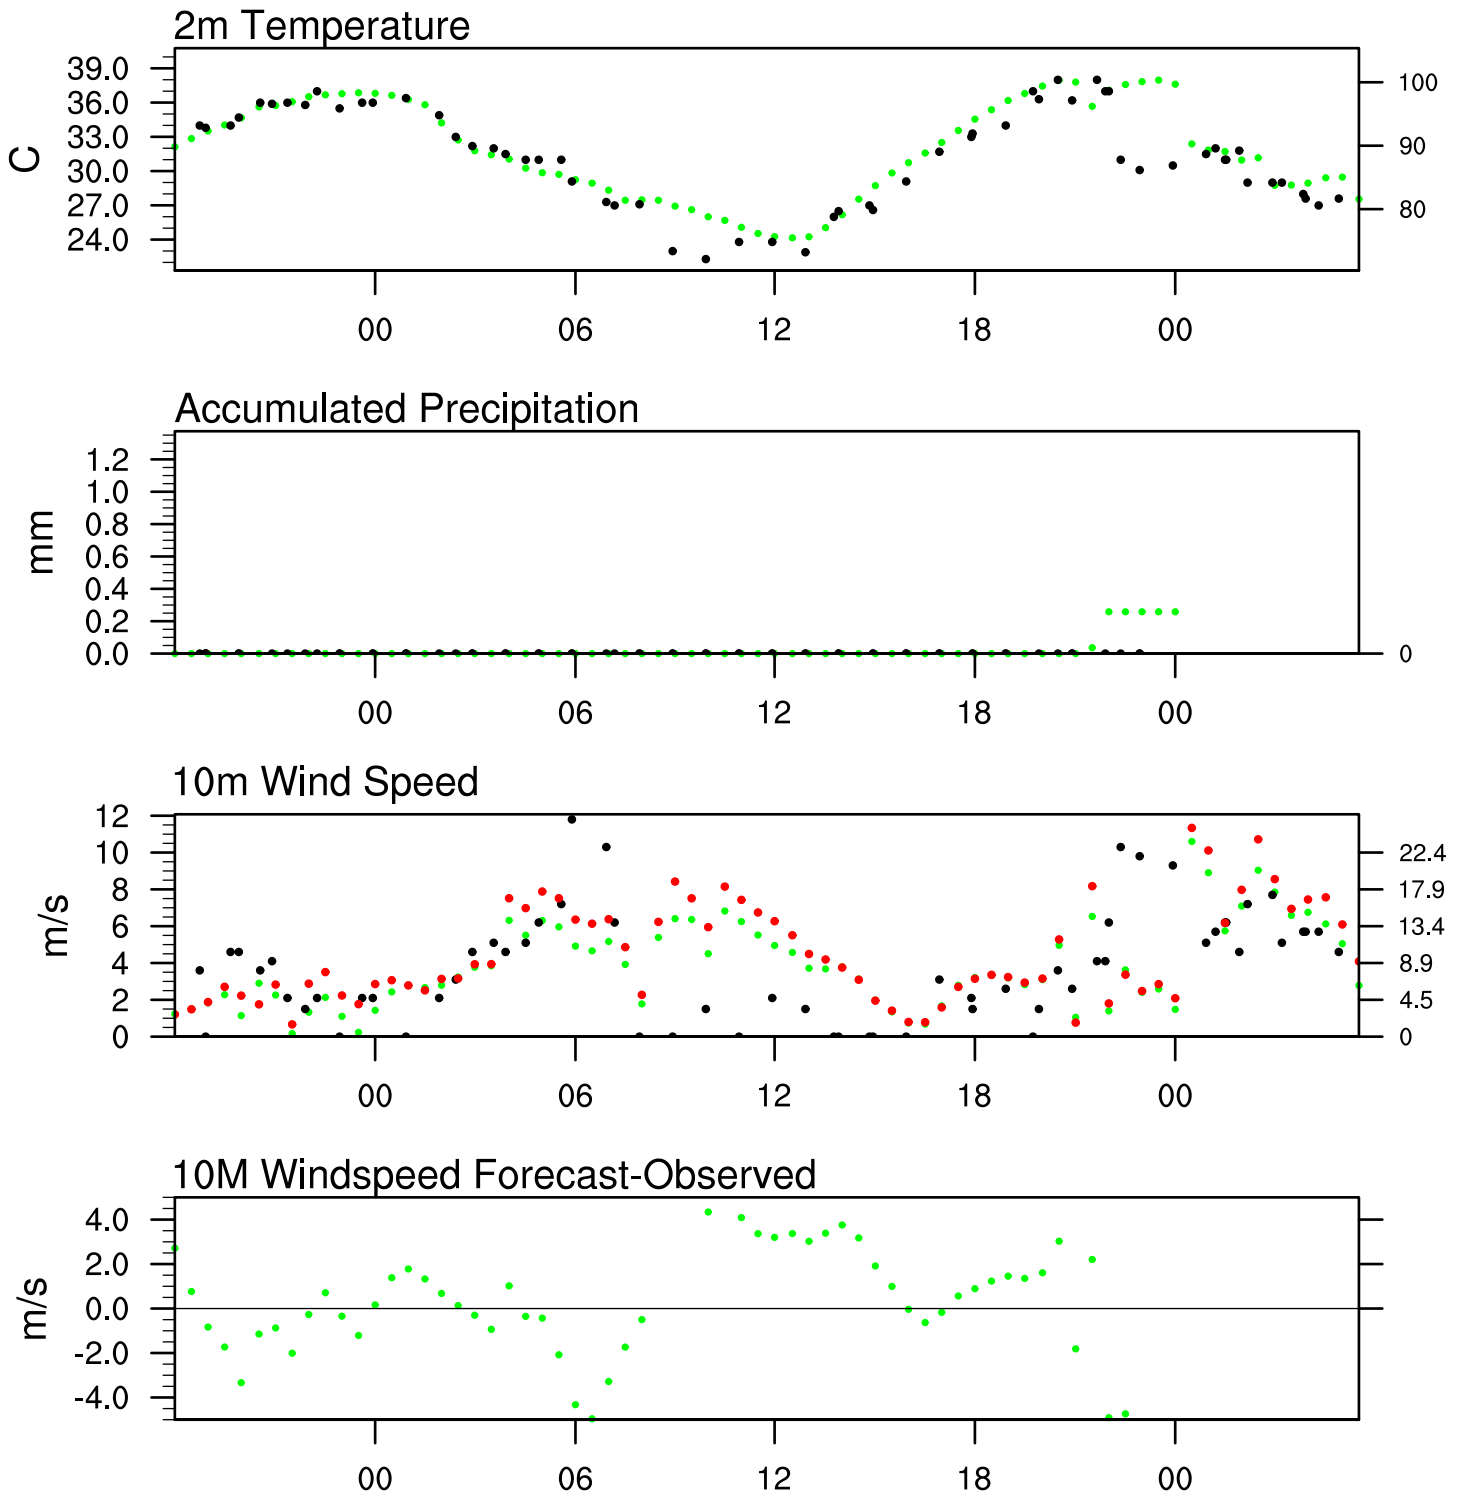 2m Temperature
39.0
36.0
33.0
30.0
27.0
24.0
C
100
90
80
00 06 12 18 00
Accumulated Precipitation
1.2
1.0
0.8
0.6
0.4
0.2
0.0
mm
0
00 06 12 18 00
10m Wind Speed
12
10
8
6
4
2
0
m/s
22.4
17.9
13.4
8.9
4.5
0
00 06 12 18 00
10M Windspeed Forecast-Observed
4.0
2.0
0.0
-2.0
-4.0
m/s
00 06 12 18 00